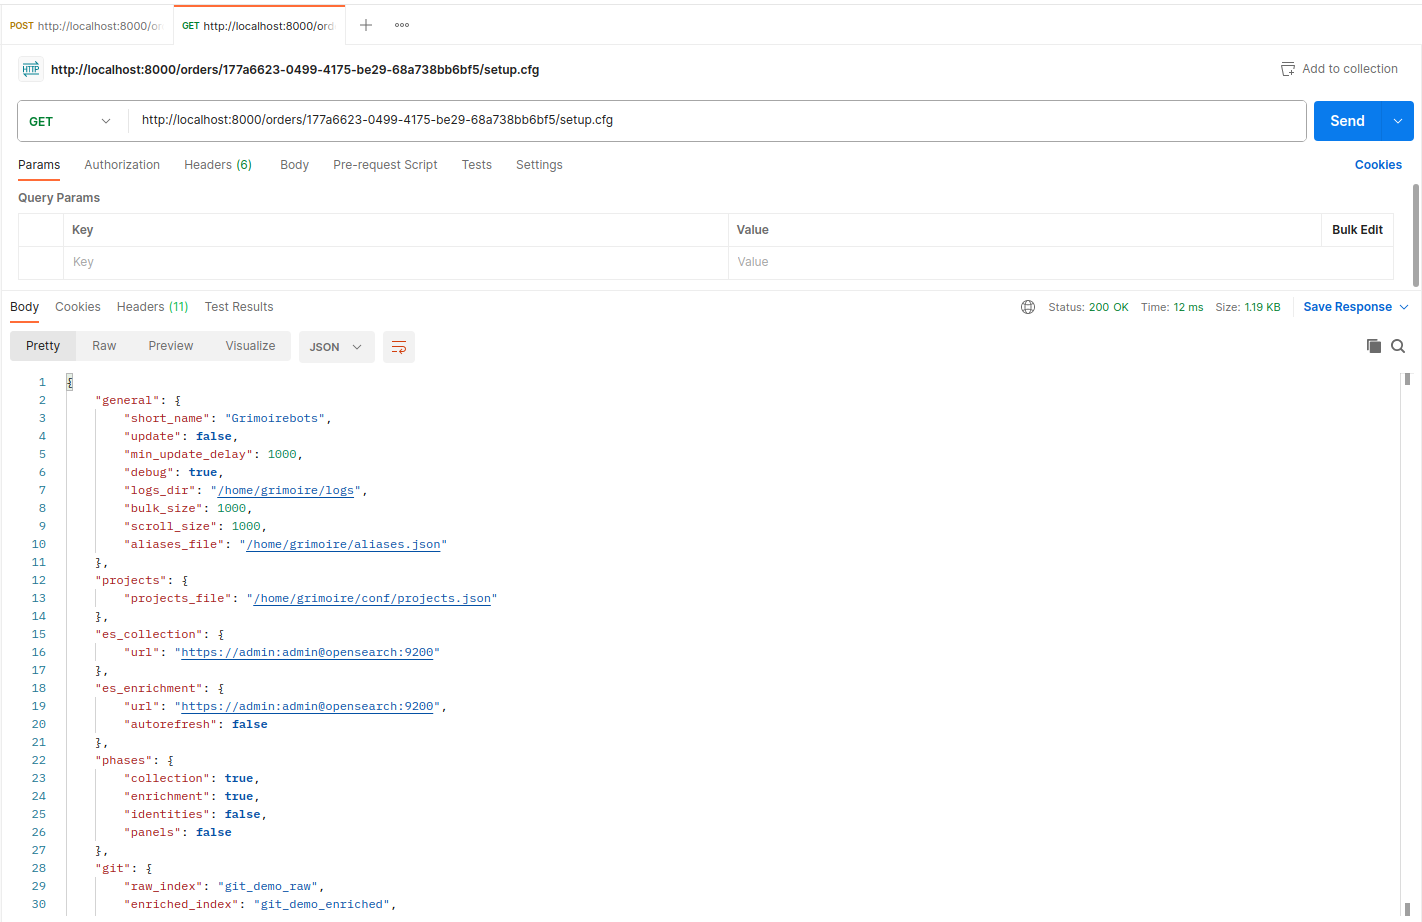 POST http://localhost:8000/or
GET http://localhost:8000/ord
HTTP http://localhost:8000/orders/177a6623-0499-4175-be29-68a738bb6bf5/setup.cfg Add to collection
GET http://localhost:8000/orders/177a6623-0499-4175-be29-68a738bb6bf5/setup.cfg Send
Params Authorization Headers (6) Body Pre-request Script Tests Settings Cookies
Query Params
Key Value Bulk Edit
Key Value
Body Cookies Headers (11) Test Results Status: 200 OK Time: 12 ms Size: 1.19 KB Save Response
Pretty Raw Preview Visualize JSON
1 {
2 "general": {
3 "short_name": "Grimoirebots",
4 "update": false,
5 "min_update_delay": 1000,
6 "debug": true,
7 "logs_dir": "/home/grimoire/logs",
8 "bulk_size": 1000,
9 "scroll_size": 1000,
10 "aliases_file": "/home/grimoire/aliases.json"
11 },
12 "projects": {
13 "projects_file": "/home/grimoire/conf/projects.json"
14 },
15 "es_collection": {
16 "url": "https://admin:admin@opensearch:9200"
17 },
18 "es_enrichment": {
19 "url": "https://admin:admin@opensearch:9200",
20 "autorefresh": false
21 },
22 "phases": {
23 "collection": true,
24 "enrichment": true,
25 "identities": false,
26 "panels": false
27 },
28 "git": {
29 "raw_index": "git_demo_raw",
30 "enriched_index": "git_demo_enriched",